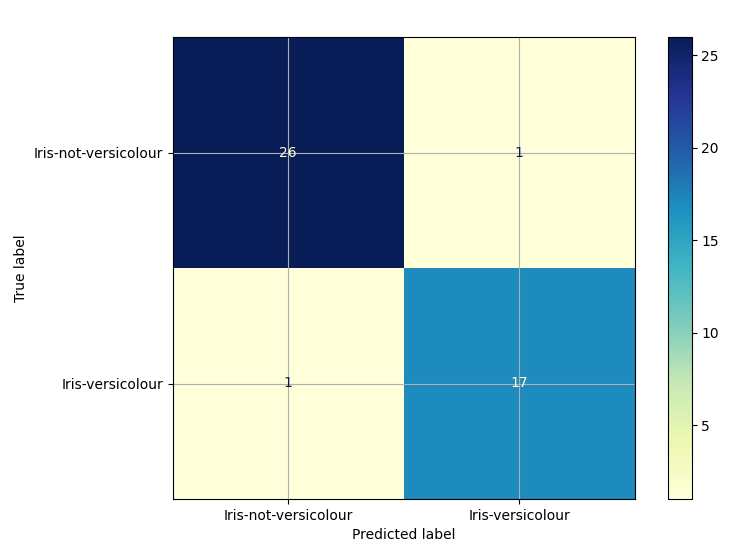 Iris-not-versicolour
Iris-versicolour
True label
26
1
1
17
Iris-not-versicolour
Iris-versicolour
Predicted label
25
20
15
10
5